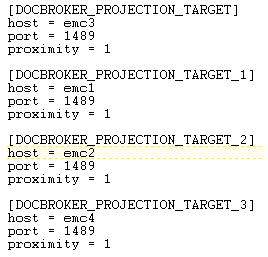 [DOCBROKER_PROJECTION_TARGET]
host = emc3
port = 1489
proximity = 1

[DOCBROKER_PROJECTION_TARGET_1]
host = emc1
port = 1489
proximity = 1

[DOCBROKER_PROJECTION_TARGET_2]
host = emc2
port = 1489
proximity = 1

[DOCBROKER_PROJECTION_TARGET_3]
host = emc4
port = 1489
proximity = 1